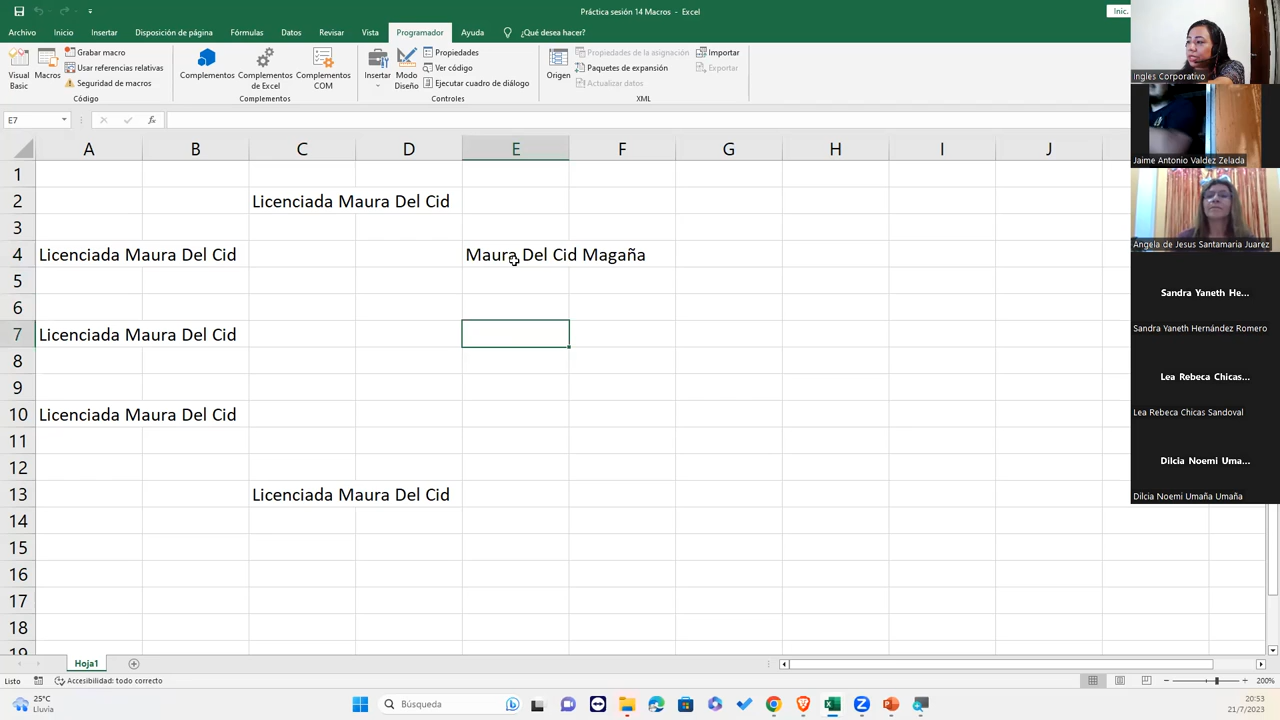 Práctica sesión 14 Macros - Excel
Inic.
Archivo Inicio Insertar Disposición de página Fórmulas Datos Revisar Vista Programador Ayuda ¿Qué desea hacer?
Visual Basic
Macros
Grabar macro
Usar referencias relativas
Seguridad de macros
Código
Complementos
Complementos de Excel
Complementos COM
Complementos
Insertar
Modo Diseño
Propiedades
Ver código
Ejecutar cuadro de diálogo
Controles
Origen
Propiedades de la asignación
Paquetes de expansión
Actualizar datos
Importar
Exportar
XML
E7
fx
A B C D E F G H I J
1
2 Licenciada Maura Del Cid
3
4 Licenciada Maura Del Cid Maura Del Cid Magaña
5
6
7 Licenciada Maura Del Cid
8
9
10 Licenciada Maura Del Cid
11
12
13 Licenciada Maura Del Cid
14
15
16
17
18
19
Hoja1
Listo
Accesibilidad: todo correcto
200%
25°C
Lluvia
Búsqueda
20:53
21/7/2023
Ingles Corporativo
Jaime Antonio Valdez Zelada
Angela de Jesus Santamaria Juarez
Sandra Yaneth He...
Sandra Yaneth Hernández Romero
Lea Rebeca Chicas...
Lea Rebeca Chicas Sandoval
Dilcia Noemi Uma...
Dilcia Noemi Umaña Umaña